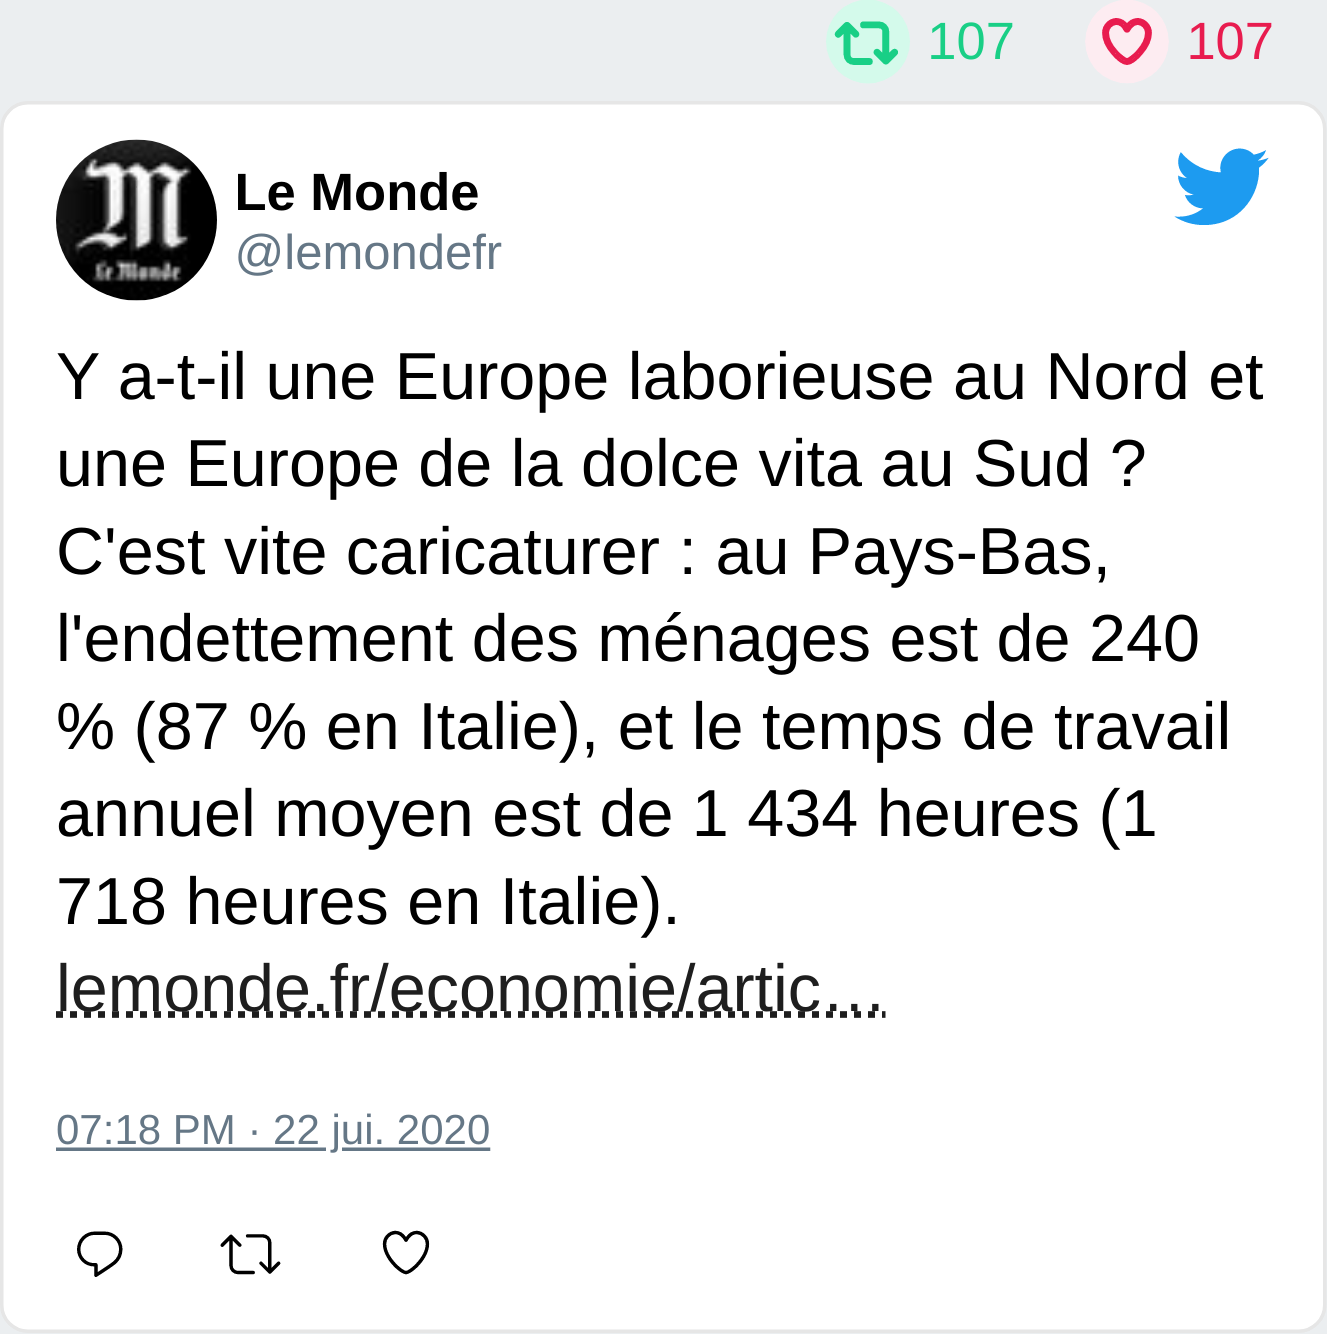 107 107
Le Monde
Le Monde
@lemondefr
Y a-t-il une Europe laborieuse au Nord et
une Europe de la dolce vita au Sud ?
C'est vite caricaturer : au Pays-Bas,
l'endettement des ménages est de 240
% (87 % en Italie), et le temps de travail
annuel moyen est de 1 434 heures (1
718 heures en Italie).
lemonde.fr/economie/artic…
07:18 PM · 22 jui. 2020